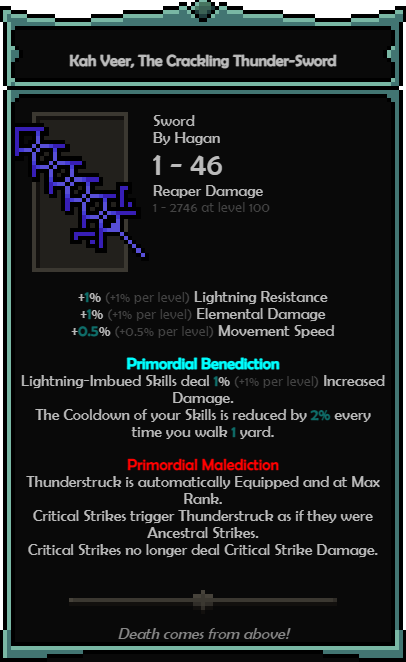 Kah Veer, The Crackling Thunder-Sword
Sword
By Hagan
1 - 46
Reaper Damage
1 - 2746 at level 100
+1% (+1% per level) Lightning Resistance
+1% (+1% per level) Elemental Damage
+0.5% (+0.5% per level) Movement Speed
Primordial Benediction
Lightning-Imbued Skills deal 1% (+1% per level) Increased
Damage.
The Cooldown of your Skills is reduced by 2% every
time you walk 1 yard.
Primordial Malediction
Thunderstruck is automatically Equipped and at Max
Rank.
Critical Strikes trigger Thunderstruck as if they were
Ancestral Strikes.
Critical Strikes no longer deal Critical Strike Damage.
Death comes from above!